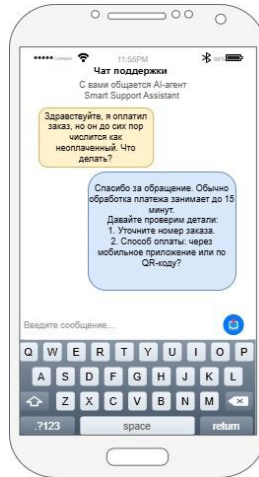 11:55PM
Чат поддержки
С вами общается AI-агент
Smart Support Assistant
Здравствуйте, я оплатил
заказ, но он до сих пор
числится как
неоплаченный. Что
делать?
Спасибо за обращение. Обычно
обработка платежа занимает до 15
минут.
Давайте проверим детали:
1. Уточните номер заказа.
2. Способ оплаты: через
мобильное приложение или по
QR-коду?
Введите сообщение...
Q W E R T Y U I O P
A S D F G H J K L
Z X C V B N M
.?123 space return